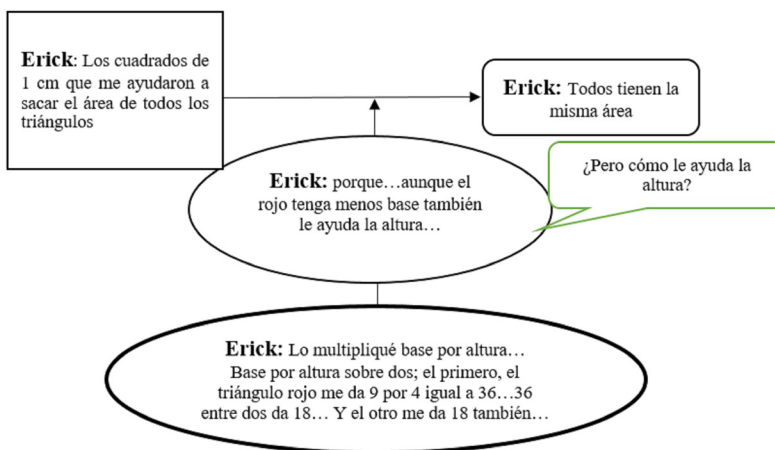 Erick: Los cuadrados de
1 cm que me ayudaron a
sacar el área de todos los
triángulos
Erick: Todos tienen la
misma área
Erick: porque…aunque el
rojo tenga menos base también
le ayuda la altura…
¿Pero cómo le ayuda la
altura?
Erick: Lo multipliqué base por altura…
Base por altura sobre dos; el primero, el
triángulo rojo me da 9 por 4 igual a 36…36
entre dos da 18… Y el otro me da 18 también…